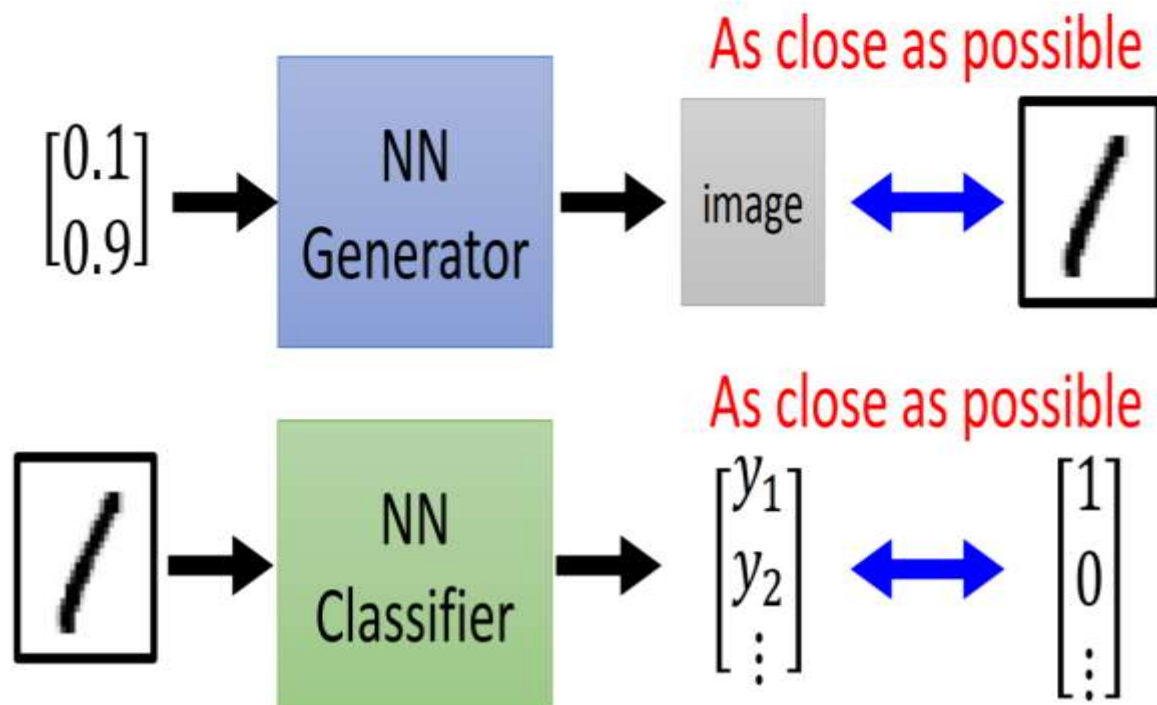 As close as possible
[0.1
0.9]
NN
Generator
image
As close as possible
NN
Classifier
[y₁
y₂
⋮]
[1
0
⋮]